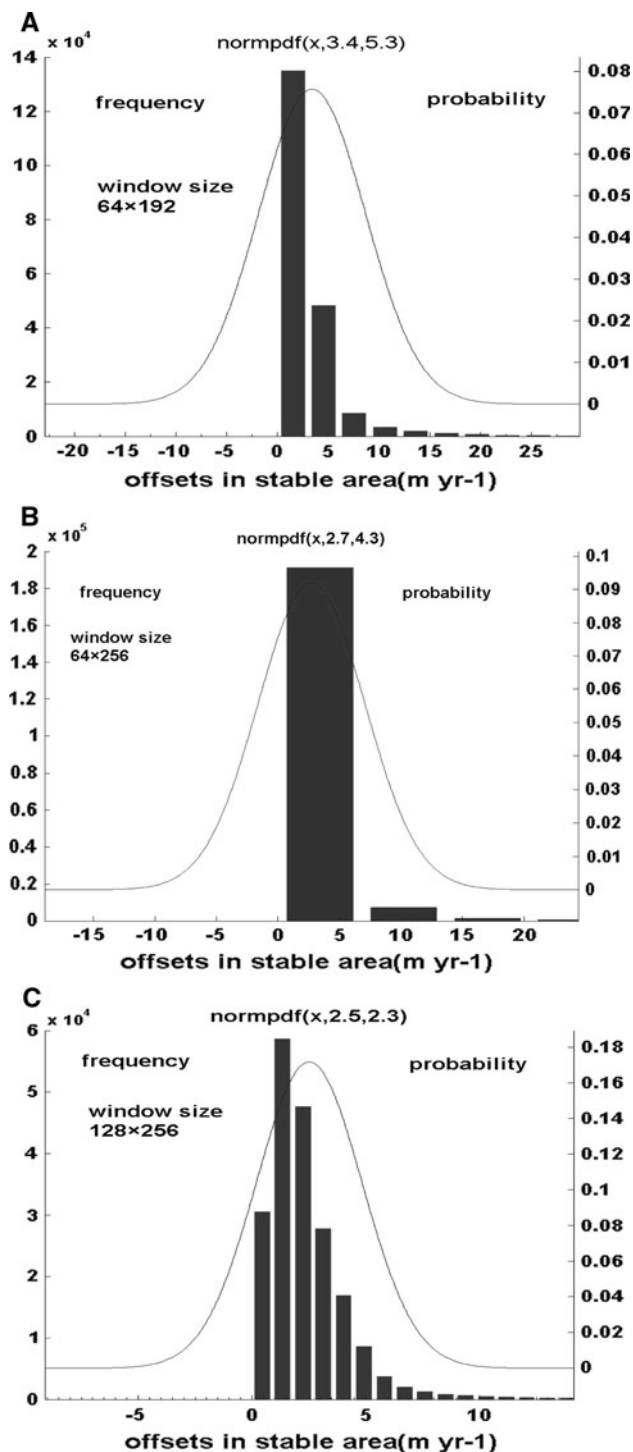 A
x 10⁴
normpdf(x,3.4,5.3)
14
12
10
8
6
4
2
0
frequency
probability
window size
64×192
0.08
0.07
0.06
0.05
0.04
0.03
0.02
0.01
0
-20 -15 -10 -5 0 5 10 15 20 25
offsets in stable area(m yr-1)
B
x 10⁵
normpdf(x,2.7,4.3)
2
1.8
1.6
1.4
1.2
1
0.8
0.6
0.4
0.2
0
frequency
probability
window size
64×256
0.1
0.09
0.08
0.07
0.06
0.05
0.04
0.03
0.02
0.01
0
-15 -10 -5 0 5 10 15 20
offsets in stable area(m yr-1)
C
x 10⁴
normpdf(x,2.5,2.3)
6
5
4
3
2
1
0
frequency
probability
window size
128×256
0.18
0.16
0.14
0.12
0.1
0.08
0.06
0.04
0.02
0
-5 0 5 10
offsets in stable area(m yr-1)